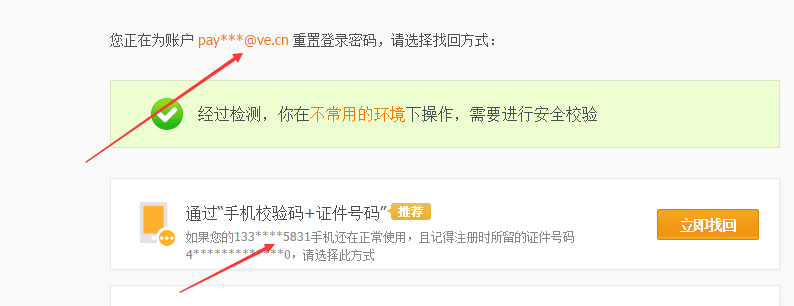 您正在为账户 pay***@ve.cn 重置登录密码，请选择找回方式：
经过检测，你在不常用的环境下操作，需要进行安全校验
通过“手机校验码+证件号码” 推荐
如果您的133****5831手机还在正常使用，且记得注册时所留的证件号码
4*************0，请选择此方式
立即找回